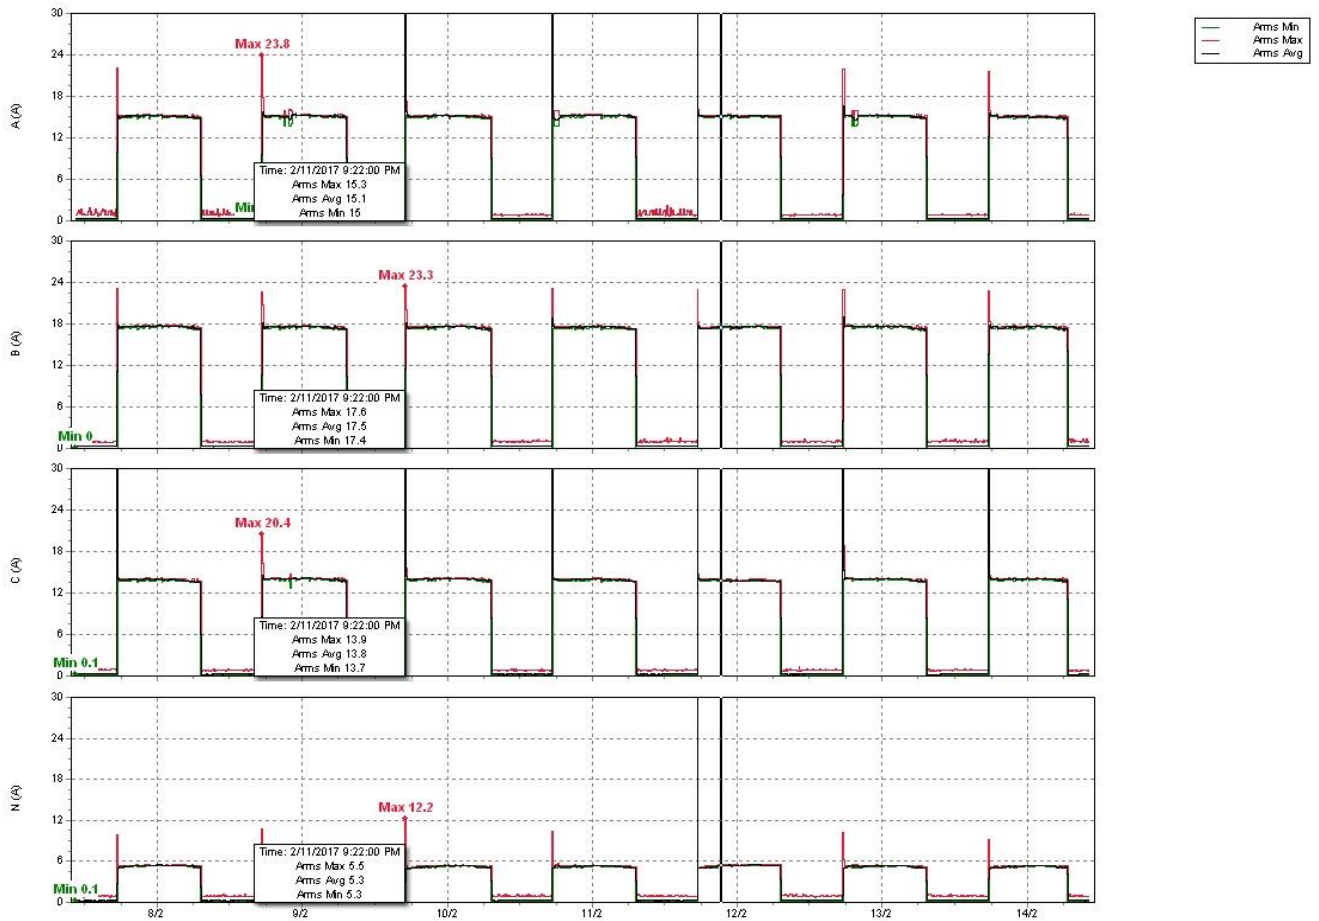 30
24
18
12
6
0
A (A)
Max 23.8
Min
Time: 2/11/2017 9:22:00 PM
Arms Max 15.3
Arms Avg 15.1
Arms Min 15
Arms Min
Arms Max
Arms Avg
30
24
18
12
6
0
B (A)
Max 23.3
Min 0
Time: 2/11/2017 9:22:00 PM
Arms Max 17.6
Arms Avg 17.5
Arms Min 17.4
30
24
18
12
6
0
C (A)
Max 20.4
Min 0.1
Time: 2/11/2017 9:22:00 PM
Arms Max 13.9
Arms Avg 13.8
Arms Min 13.7
30
24
18
12
6
0
N (A)
Max 12.2
Min 0.1
Time: 2/11/2017 9:22:00 PM
Arms Max 5.5
Arms Avg 5.3
Arms Min 5.3
8/2 9/2 10/2 11/2 12/2 13/2 14/2